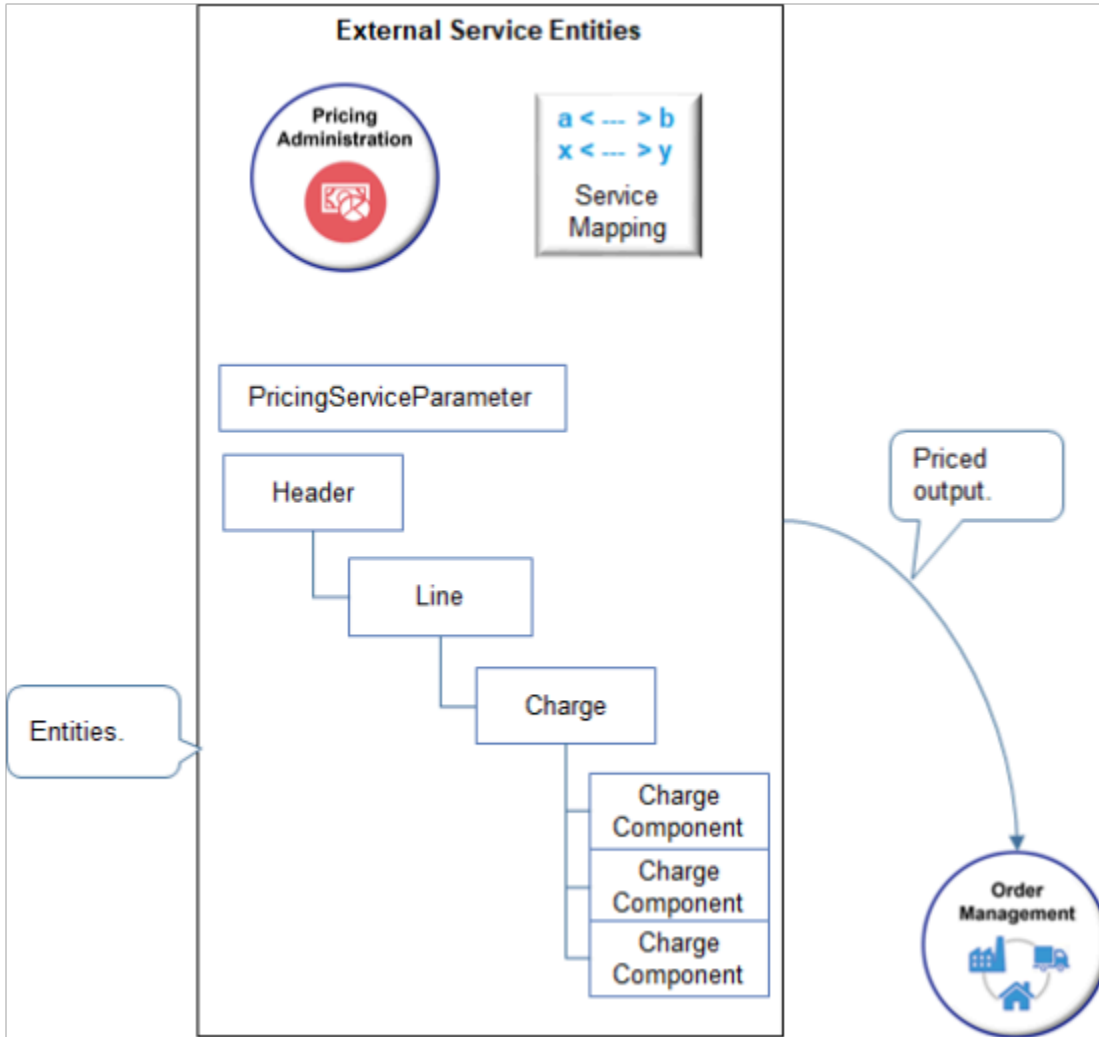 External Service Entities
Pricing
Administration
a < --- > b
x < --- > y
Service
Mapping
PricingServiceParameter
Header
Line
Charge
Charge
Component
Charge
Component
Charge
Component
Entities.
Priced
output.
Order
Management